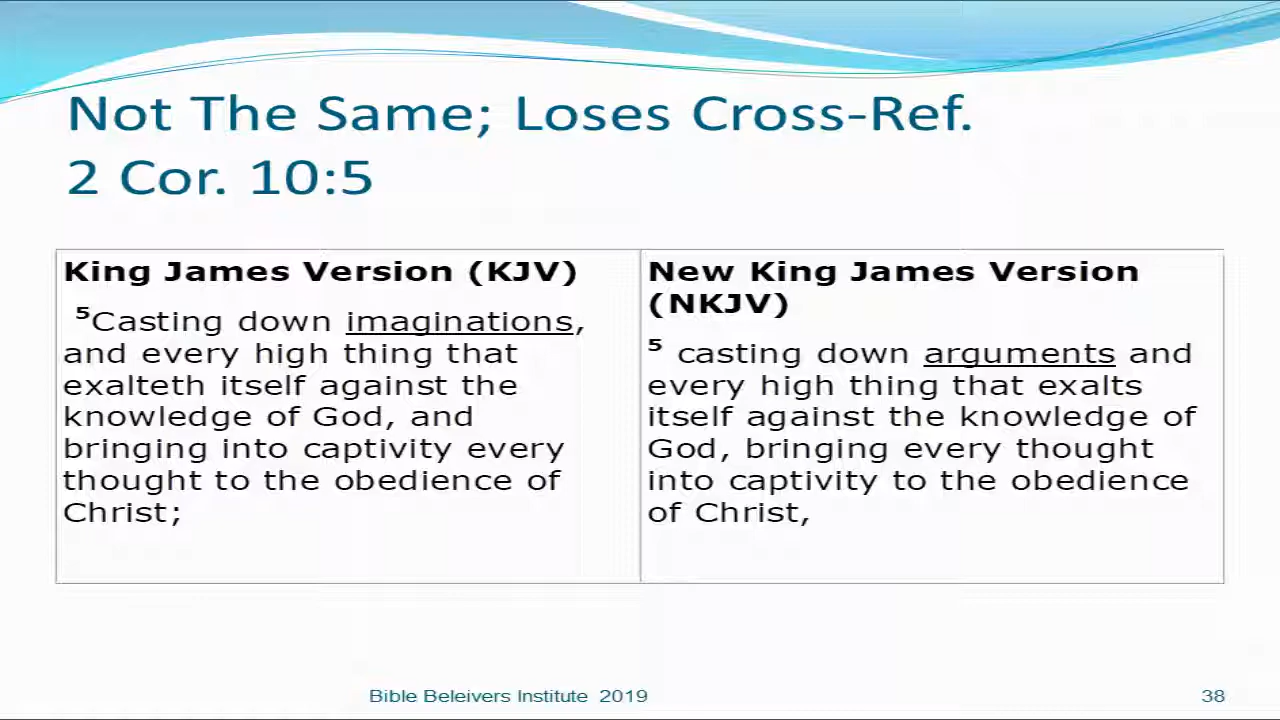 Not The Same; Loses Cross-Ref.
2 Cor. 10:5
King James Version (KJV)
5Casting down imaginations,
and every high thing that
exalteth itself against the
knowledge of God, and
bringing into captivity every
thought to the obedience of
Christ;
New King James Version
(NKJV)
5 casting down arguments and
every high thing that exalts
itself against the knowledge of
God, bringing every thought
into captivity to the obedience
of Christ,
Bible Beleivers Institute 2019
38